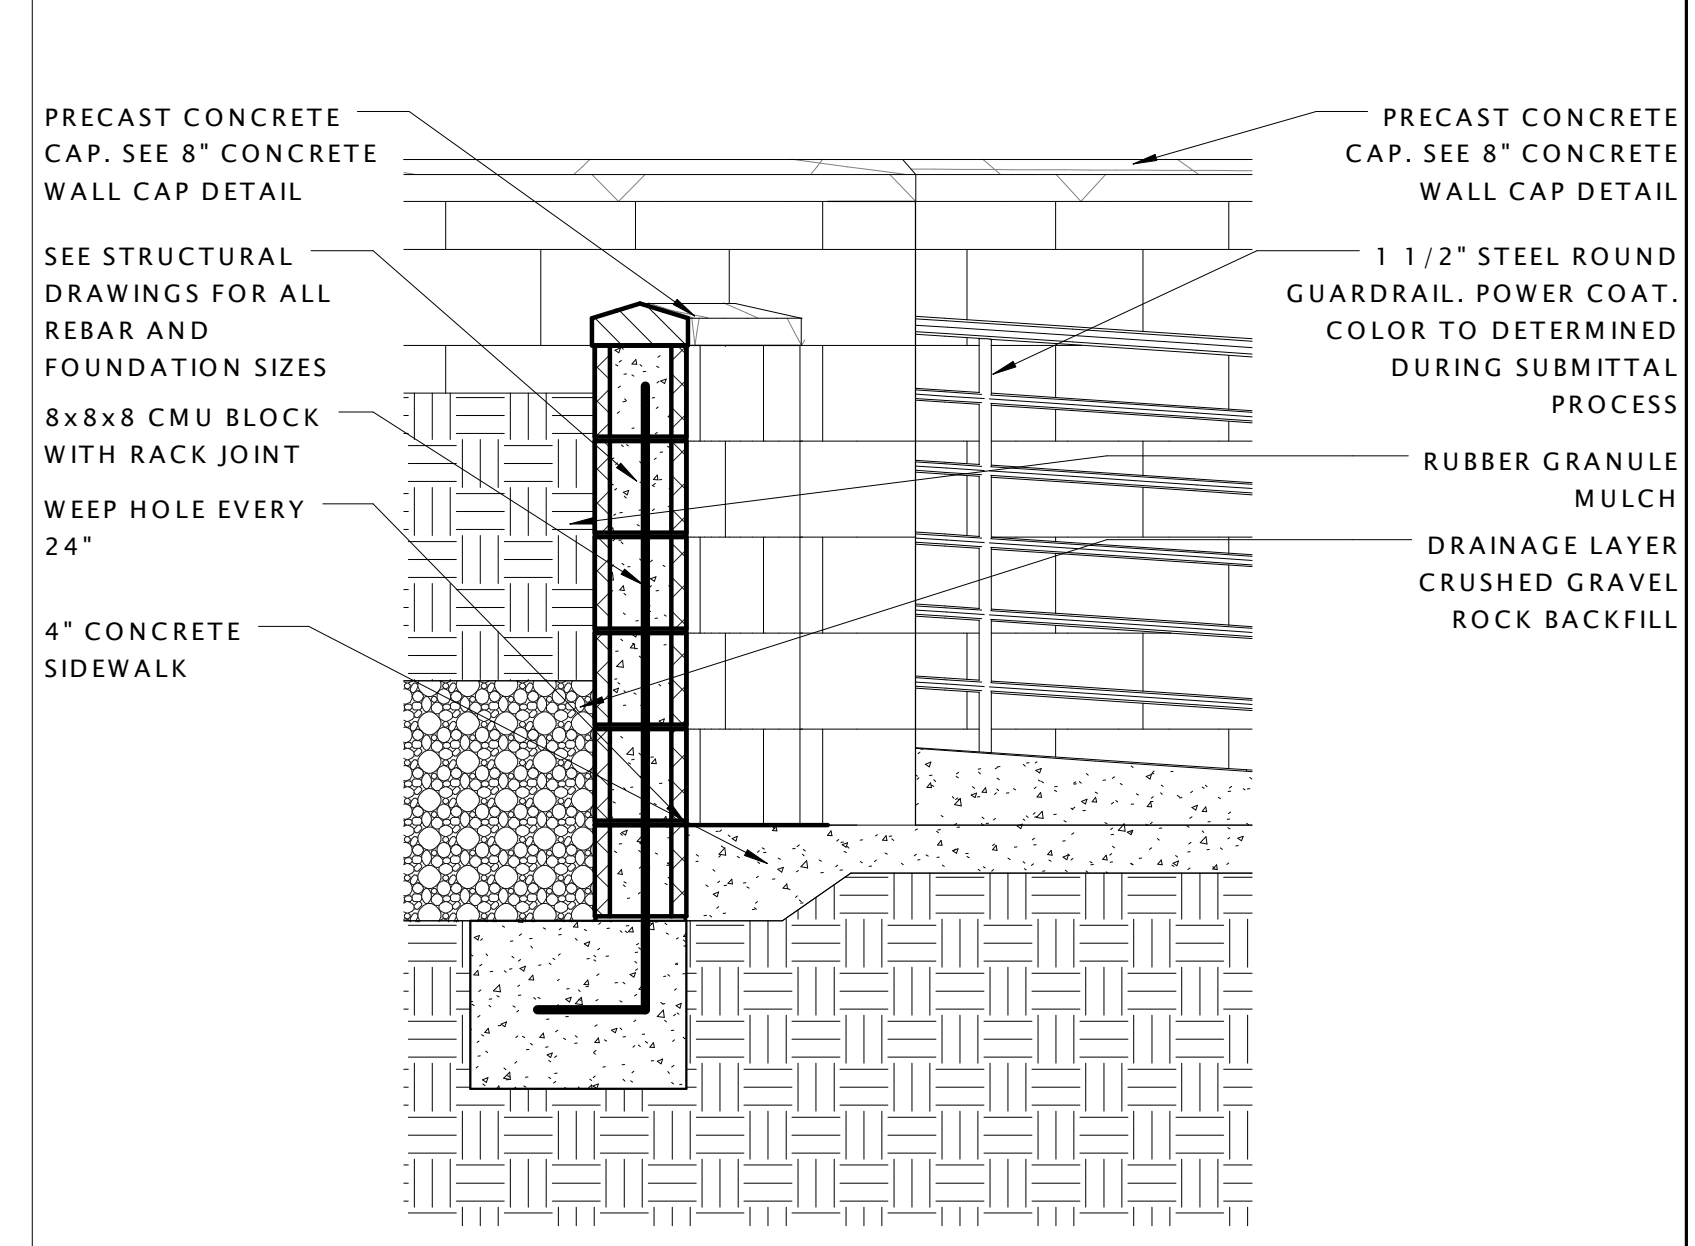 PRECAST CONCRETE
CAP. SEE 8" CONCRETE
WALL CAP DETAIL
SEE STRUCTURAL
DRAWINGS FOR ALL
REBAR AND
FOUNDATION SIZES
8x8x8 CMU BLOCK
WITH RACK JOINT
WEEP HOLE EVERY
24"
4" CONCRETE
SIDEWALK
PRECAST CONCRETE
CAP. SEE 8" CONCRETE
WALL CAP DETAIL
1 1/2" STEEL ROUND
GUARDRAIL. POWER COAT.
COLOR TO DETERMINED
DURING SUBMITTAL
PROCESS
RUBBER GRANULE
MULCH
DRAINAGE LAYER
CRUSHED GRAVEL
ROCK BACKFILL